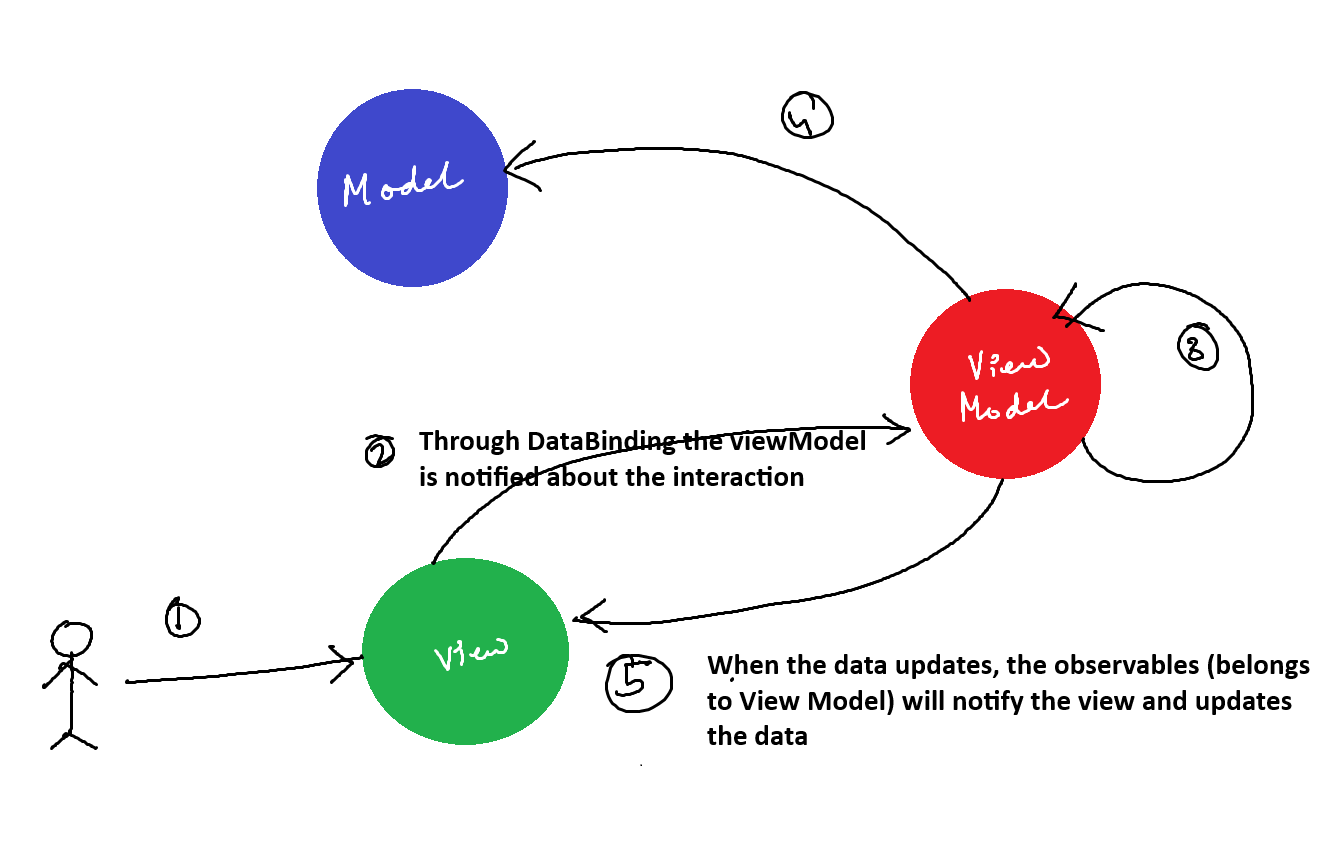 4
Model
3
View
Model
2
Through DataBinding the viewModel
is notified about the interaction
1
View
5
When the data updates, the observables (belongs
to View Model) will notify the view and updates
the data